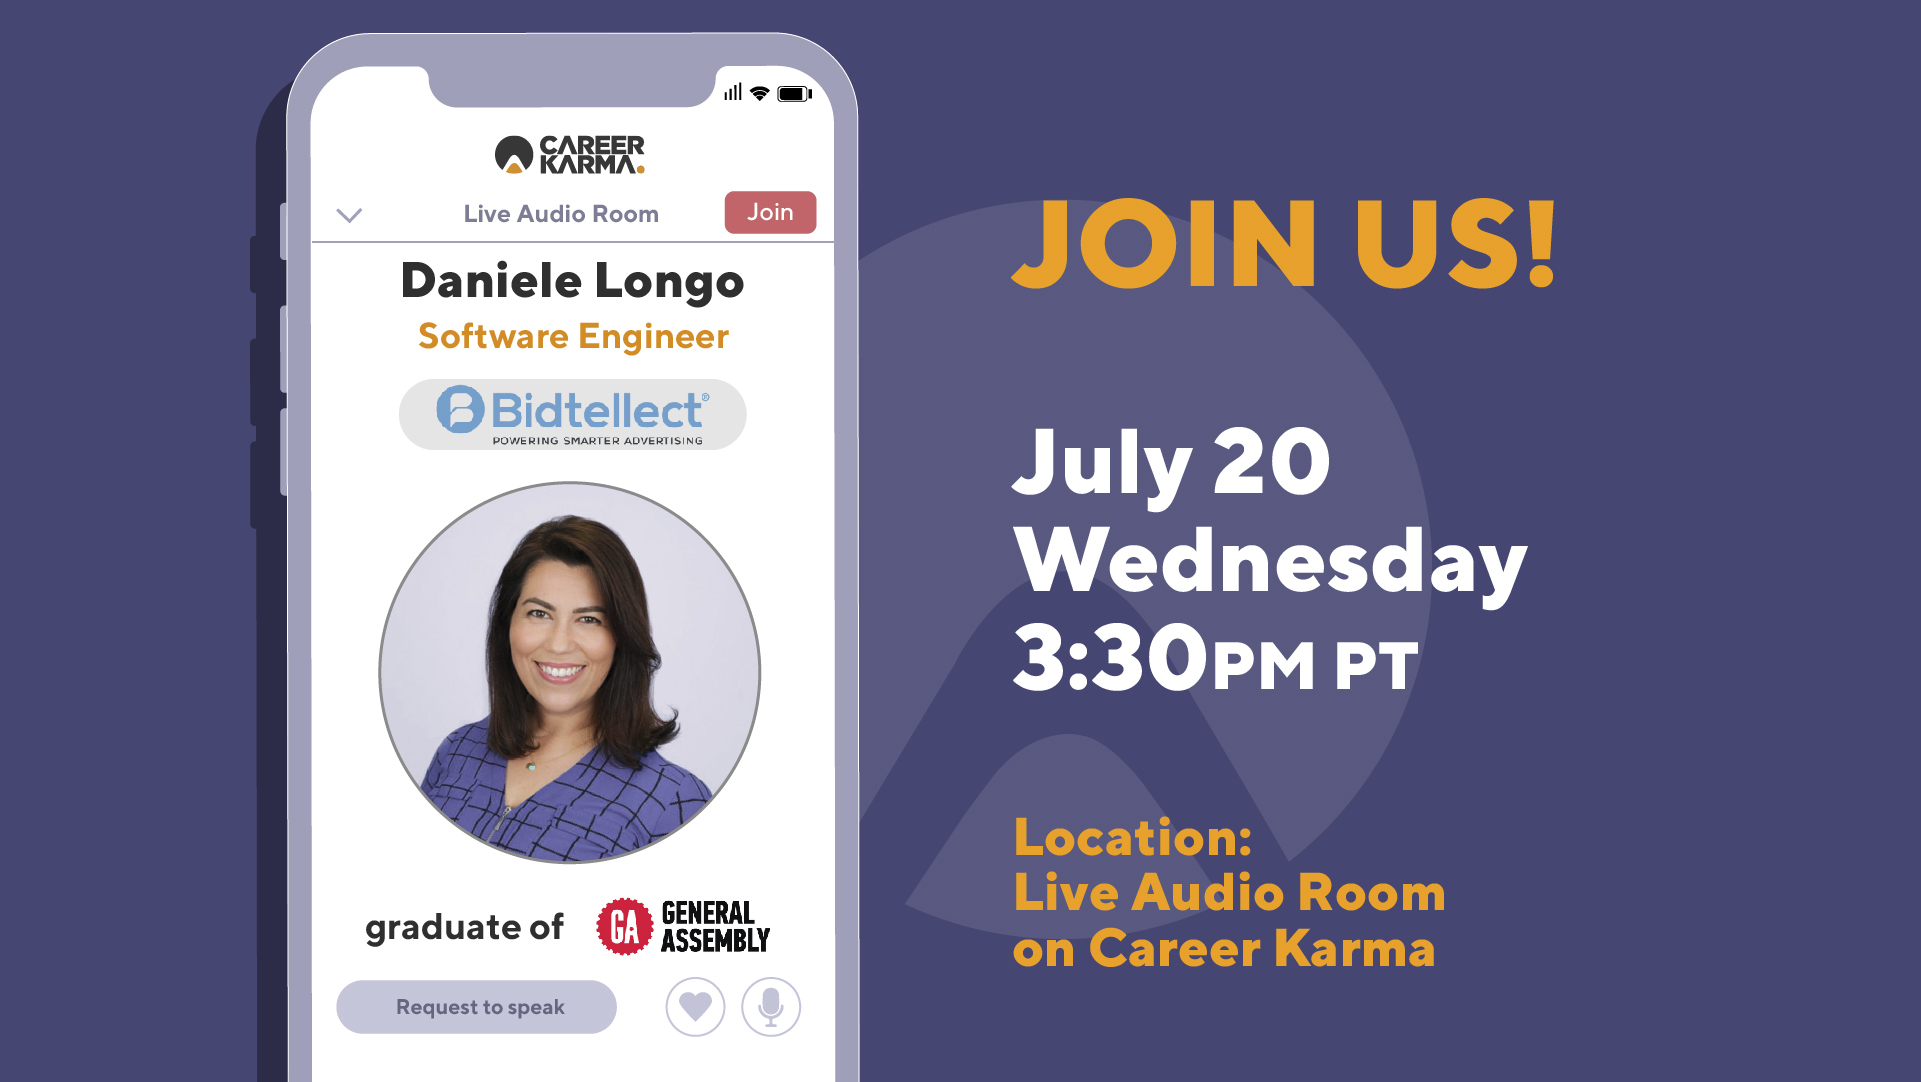 CAREER
KARMA.
Live Audio Room
Join
Daniele Longo
Software Engineer
Bidtellect®
POWERING SMARTER ADVERTISING
graduate of
GA
GENERAL
ASSEMBLY
Request to speak
JOIN US!
July 20
Wednesday
3:30PM PT
Location:
Live Audio Room
on Career Karma